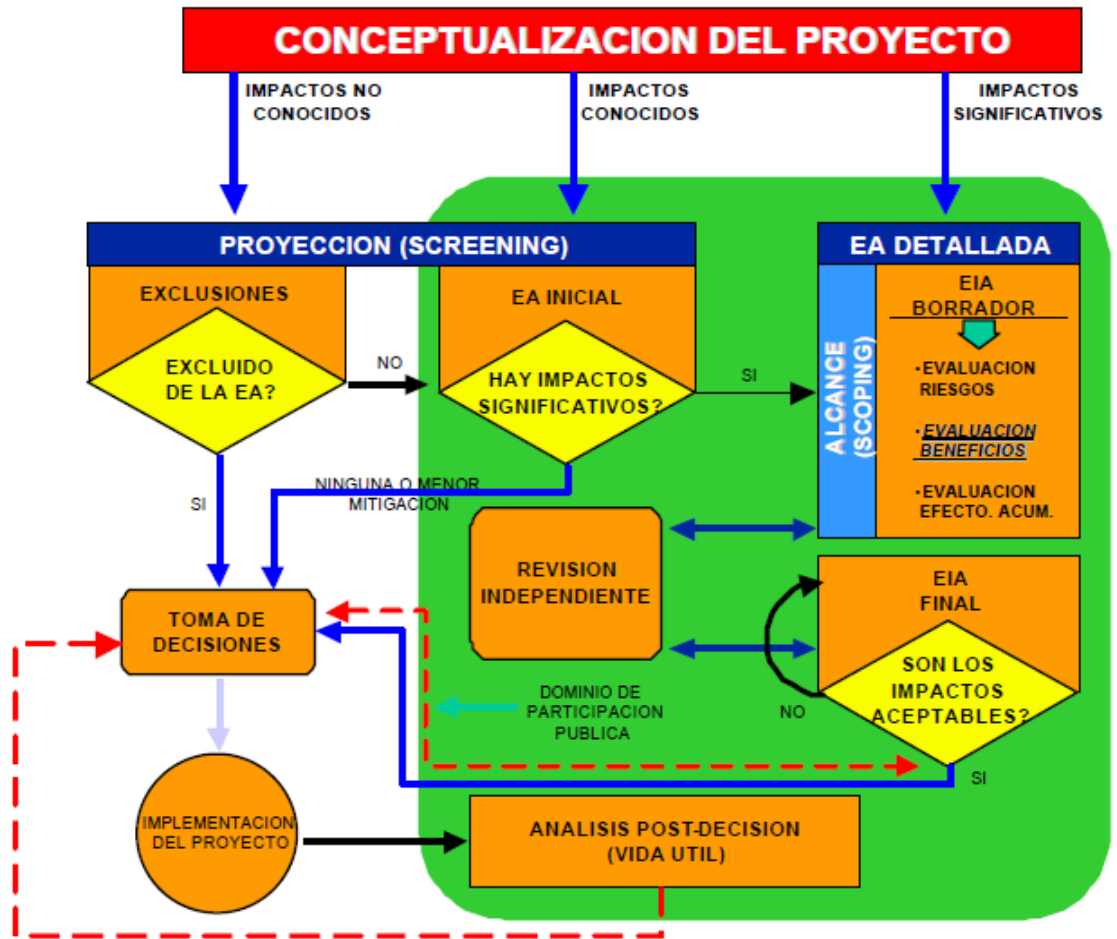 CONCEPTUALIZACION DEL PROYECTO
IMPACTOS NO
CONOCIDOS
IMPACTOS
CONOCIDOS
IMPACTOS
SIGNIFICATIVOS
PROYECCION (SCREENING)
EA DETALLADA
EXCLUSIONES
EXCLUIDO
DE LA EA?
NO
EA INICIAL
HAY IMPACTOS
SIGNIFICATIVOS?
SI
ALCANCE
(SCOPING)
EIA
BORRADOR
•EVALUACION
RIESGOS
•EVALUACION
BENEFICIOS
•EVALUACION
EFECTO. ACUM.
SI
NINGUNA O MENOR
MITIGACION
REVISION
INDEPENDIENTE
EIA
FINAL
SON LOS
IMPACTOS
ACEPTABLES?
NO
SI
TOMA DE
DECISIONES
DOMINIO DE
PARTICIPACION
PUBLICA
IMPLEMENTACION
DEL PROYECTO
ANALISIS POST-DECISION
(VIDA UTIL)